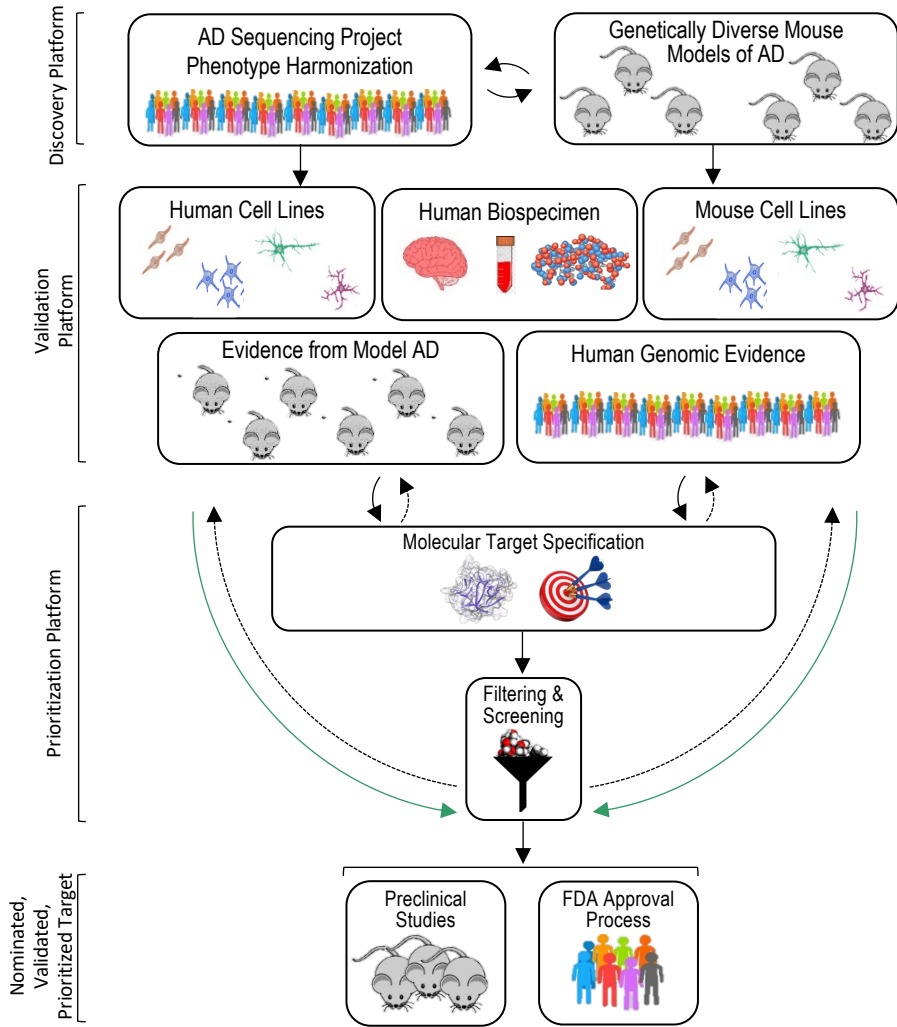 Discovery Platform
AD Sequencing Project
Phenotype Harmonization
Genetically Diverse Mouse
Models of AD
Validation
Platform
Human Cell Lines
Human Biospecimen
Mouse Cell Lines
Evidence from Model AD
Human Genomic Evidence
Prioritization Platform
Molecular Target Specification
Filtering &
Screening
Nominated,
Validated,
Prioritized Target
Preclinical
Studies
FDA Approval
Process